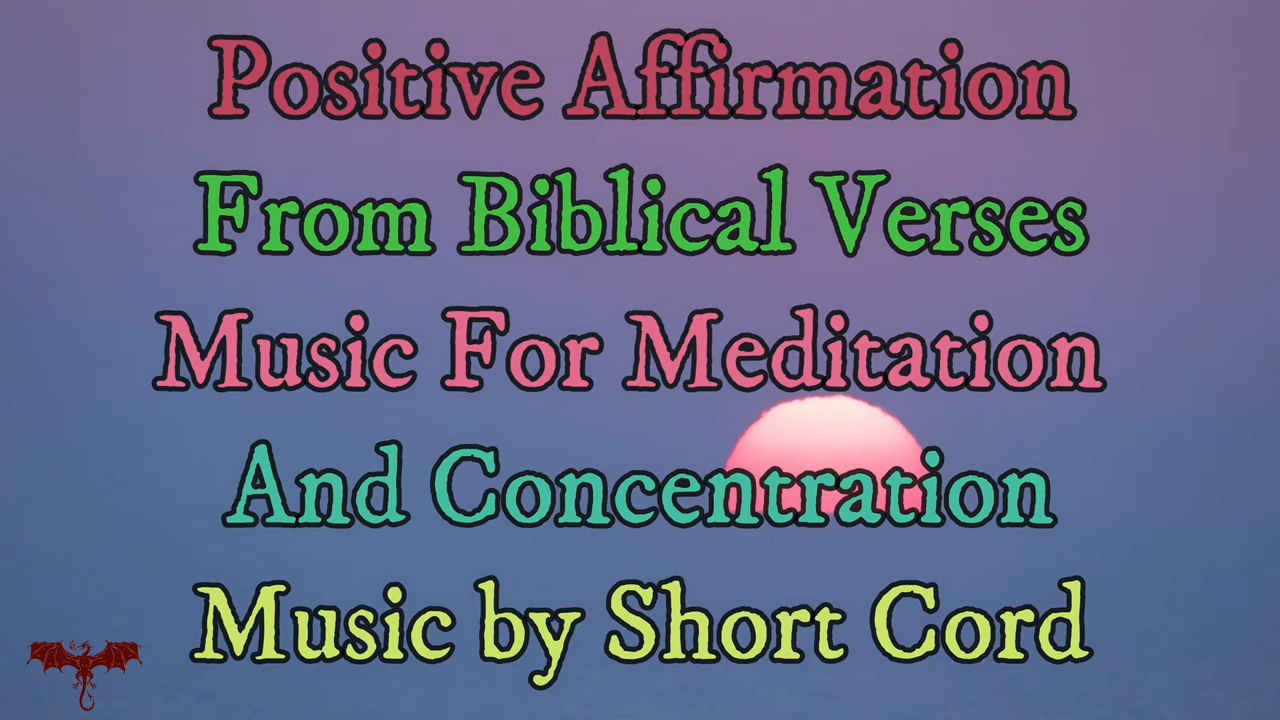 Positive Affirmation
From Biblical Verses
Music For Meditation
And Concentration
Music by Short Cord